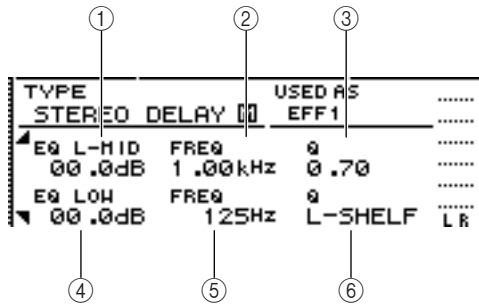 ① ② ③
TYPE USED AS
STEREO DELAY EFF1
EQ L-MID FREQ Q
00.0dB 1.00kHz 0.70
EQ LOW FREQ Q
00.0dB 125Hz L-SHELF L R
④ ⑤ ⑥